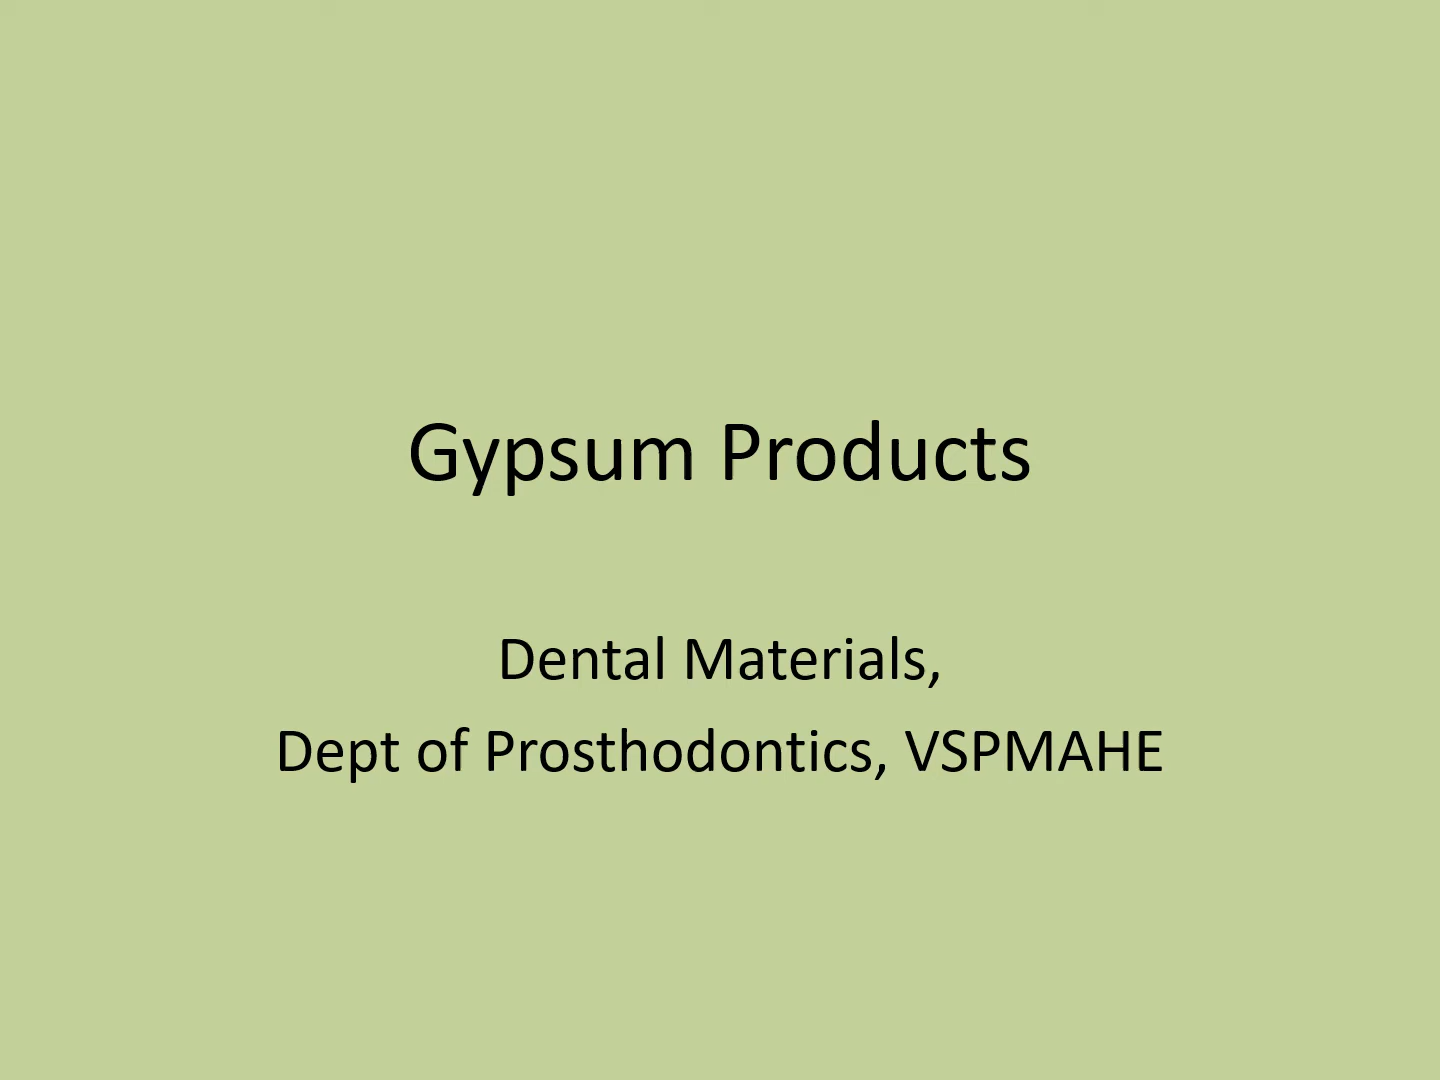 Gypsum Products
Dental Materials,
Dept of Prosthodontics, VSPMAHE